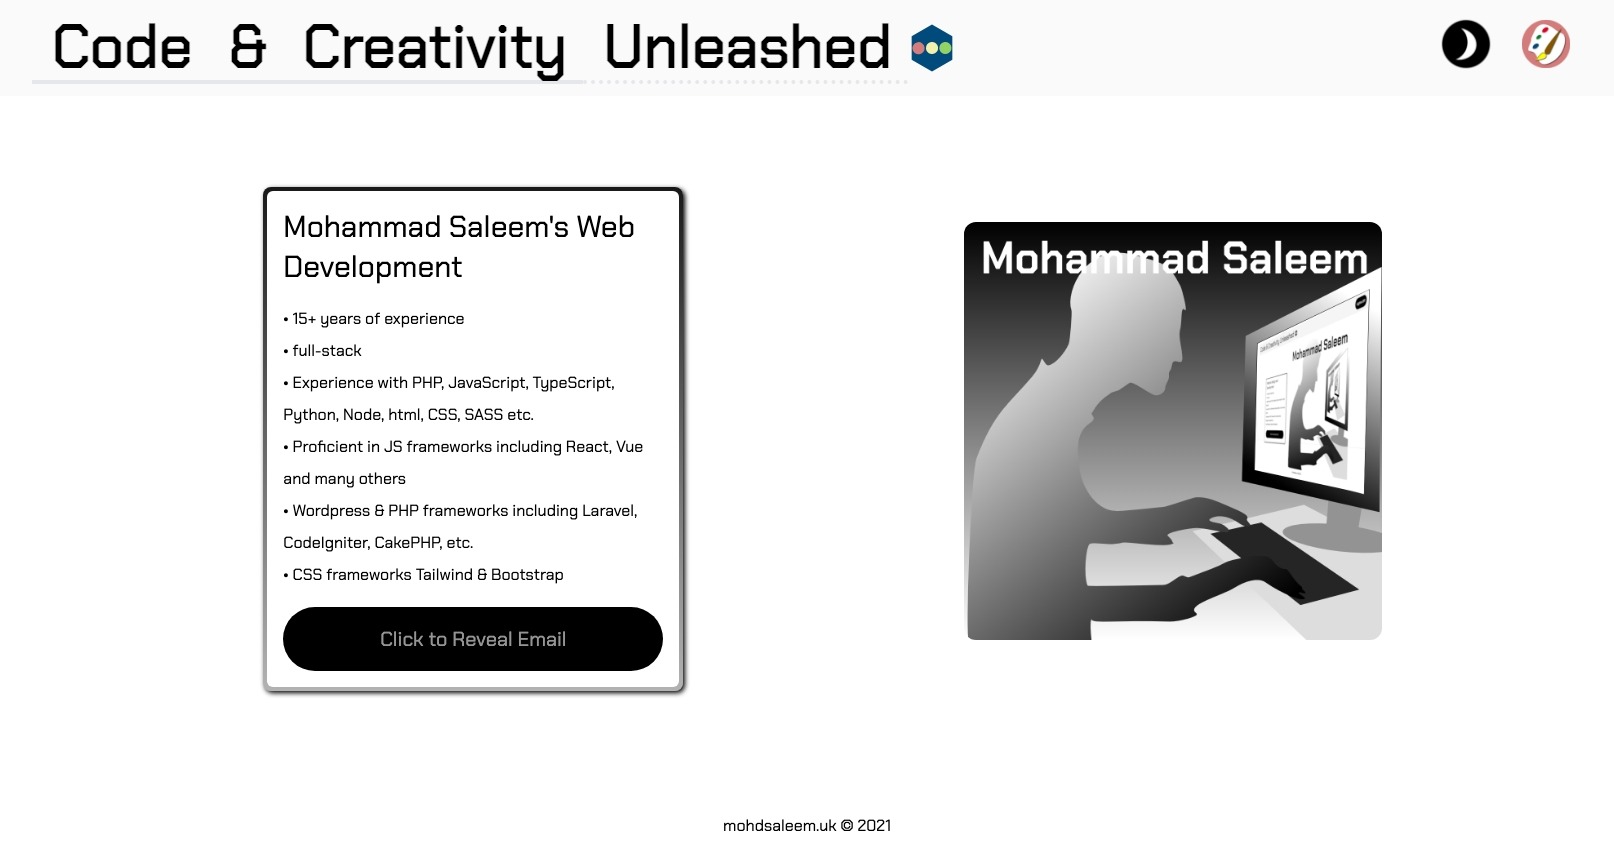 Code & Creativity Unleashed
Mohammad Saleem's Web
Development
• 15+ years of experience
• full-stack
• Experience with PHP, JavaScript, TypeScript,
Python, Node, html, CSS, SASS etc.
• Proficient in JS frameworks including React, Vue
and many others
• Wordpress & PHP frameworks including Laravel,
CodeIgniter, CakePHP, etc.
• CSS frameworks Tailwind & Bootstrap
Click to Reveal Email
Mohammad Saleem
Code & Creativity Unleashed
Mohammad Saleem
mohdsaleem.uk © 2021